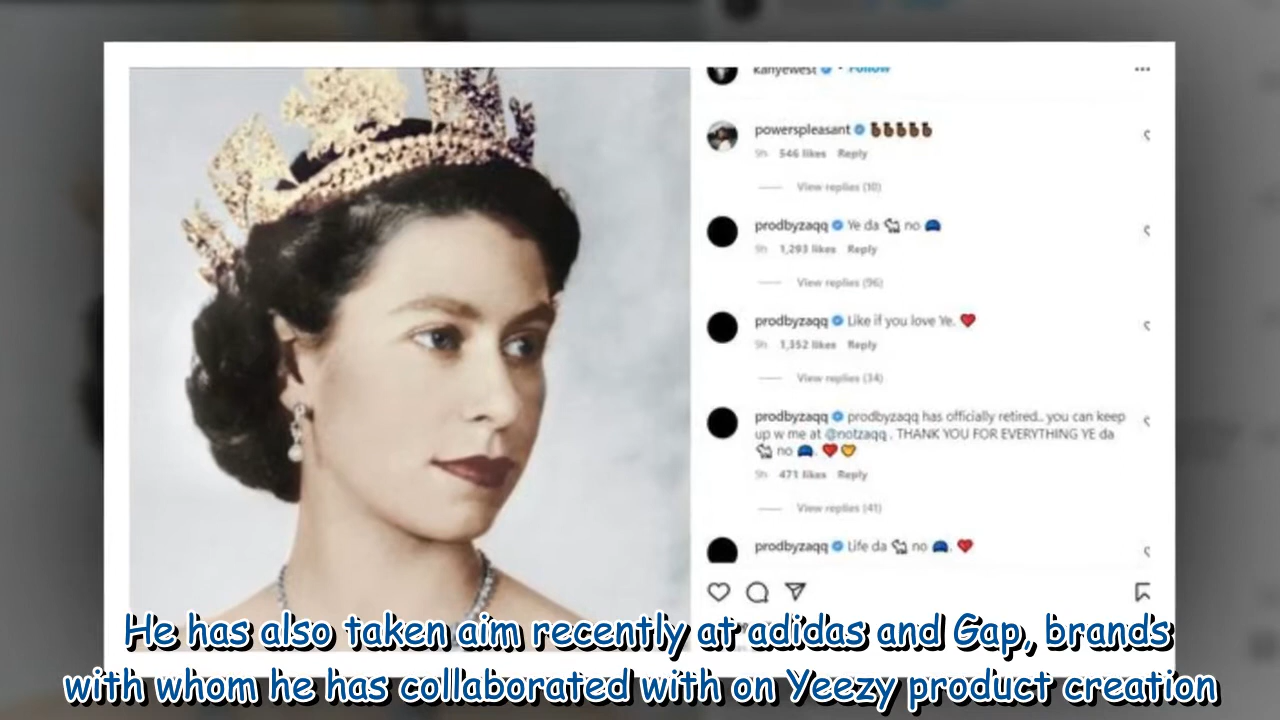 kanyewest • Follow
powerspleasant
9h 546 likes Reply
View replies (10)
prodbyzaqq Ye da 🐪 no 🧢
9h 1,293 likes Reply
View replies (96)
prodbyzaqq Like if you love Ye. ❤️
9h 1,352 likes Reply
View replies (34)
prodbyzaqq prodbyzaqq has officially retired.. you can keep
up w me at @notzaqq . THANK YOU FOR EVERYTHING YE da
🐐 no 🧢. ❤️🧡
9h 471 likes Reply
View replies (41)
prodbyzaqq Life da 🐐 no 🧢. ❤️
He has also taken aim recently at adidas and Gap, brands
with whom he has collaborated with on Yeezy product creation